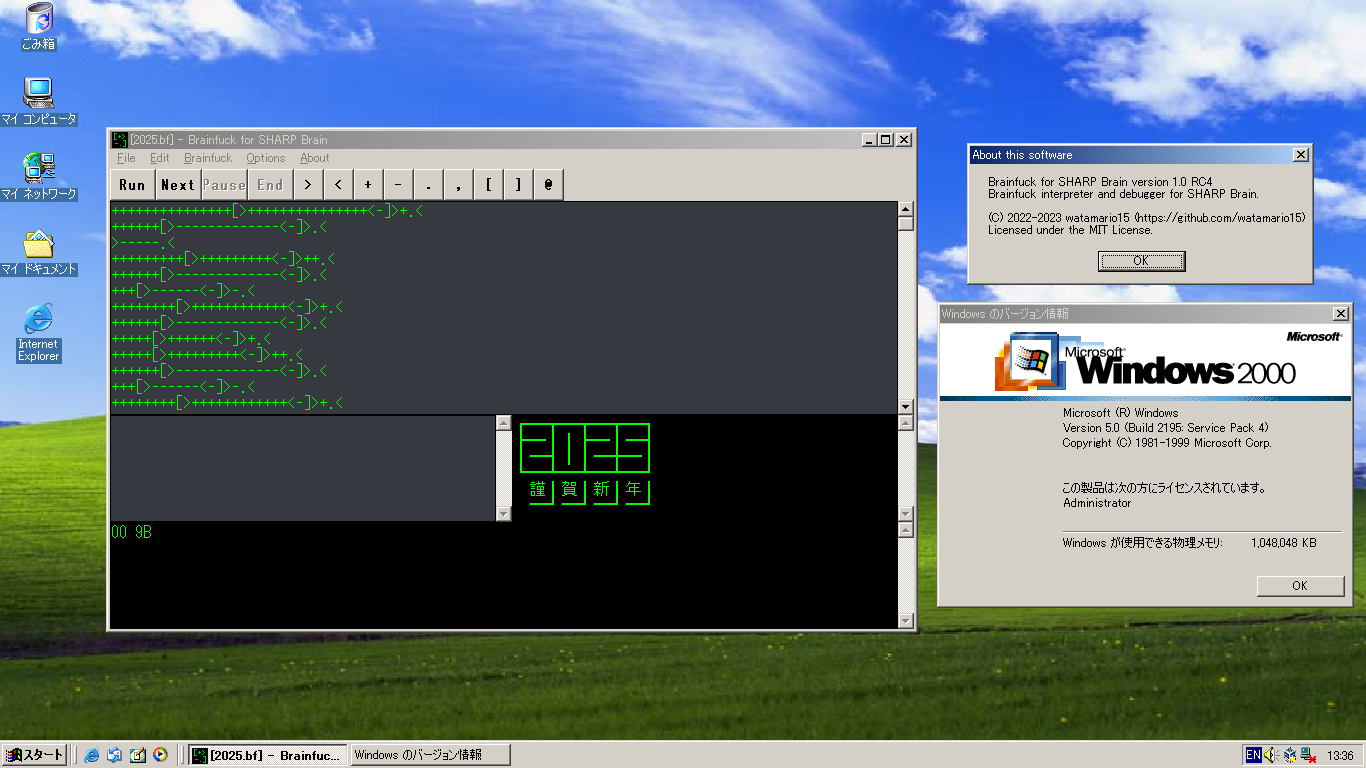 ごみ箱
マイ コンピュータ
マイ ネットワーク
マイ ドキュメント
Internet
Explorer
[2025.bf] - Brainfuck for SHARP Brain
File Edit Brainfuck Options About
Run Next Pause End > < + - . , [ ] @
+++++++++++++++[>+++++++++++++++<-]>+.<
++++++[>-------------<-]>.<
>-----.<
+++++++++[>+++++++++<-]>++.<
++++++[>-------------<-]>.<
+++[>------<-]>-.<
++++++++[>++++++++++++<-]>+.<
++++++[>-------------<-]>.<
+++++[>++++++<-]>+.<
+++++[>+++++++++<-]>++.<
++++++[>-------------<-]>.<
+++[>------<-]>-.<
++++++++[>++++++++++++<-]>+.<
謹 賀 新 年
00 9B
About this software
Brainfuck for SHARP Brain version 1.0 RC4
Brainfuck interpreter and debugger for SHARP Brain.
(C) 2022-2023 watamario15 (https://github.com/watamario15)
Licensed under the MIT License.
OK
Windows のバージョン情報
Microsoft
Microsoft
Windows 2000
Microsoft (R) Windows
Version 5.0 (Build 2195: Service Pack 4)
Copyright (C) 1981-1999 Microsoft Corp.
この製品は次の方にライセンスされています。
Administrator
Windows が使用できる物理メモリ: 1,048,048 KB
OK
スタート
[2025.bf] - Brainfuc...
Windows のバージョン情報
EN
13:36